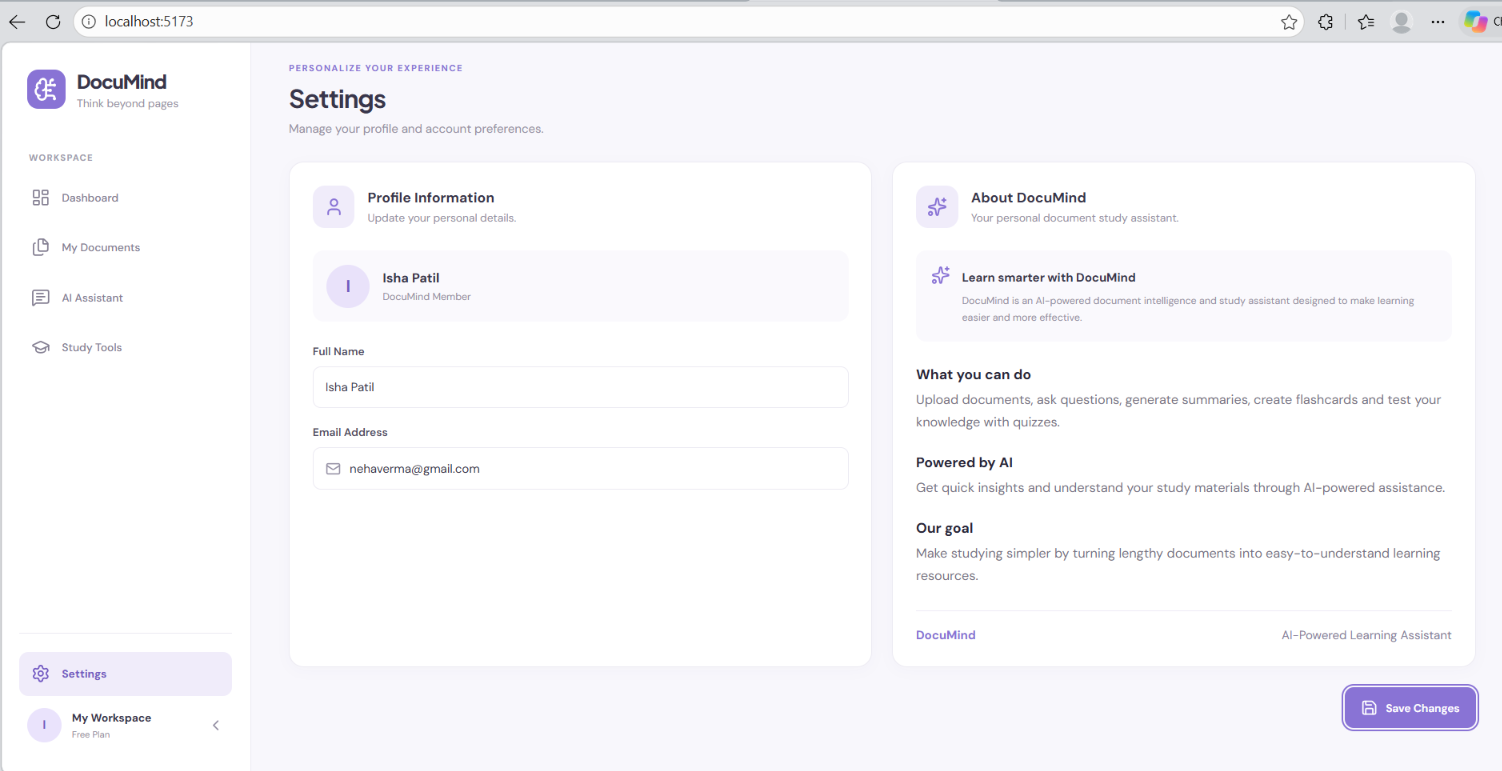 localhost:5173
DocuMind
Think beyond pages
WORKSPACE
Dashboard
My Documents
AI Assistant
Study Tools
Settings
I
My Workspace
Free Plan
PERSONALIZE YOUR EXPERIENCE
Settings
Manage your profile and account preferences.
Profile Information
Update your personal details.
I
Isha Patil
DocuMind Member
Full Name
Isha Patil
Email Address
nehaverma@gmail.com
About DocuMind
Your personal document study assistant.
Learn smarter with DocuMind
DocuMind is an AI-powered document intelligence and study assistant designed to make learning
easier and more effective.
What you can do
Upload documents, ask questions, generate summaries, create flashcards and test your
knowledge with quizzes.
Powered by AI
Get quick insights and understand your study materials through AI-powered assistance.
Our goal
Make studying simpler by turning lengthy documents into easy-to-understand learning
resources.
DocuMind
AI-Powered Learning Assistant
Save Changes